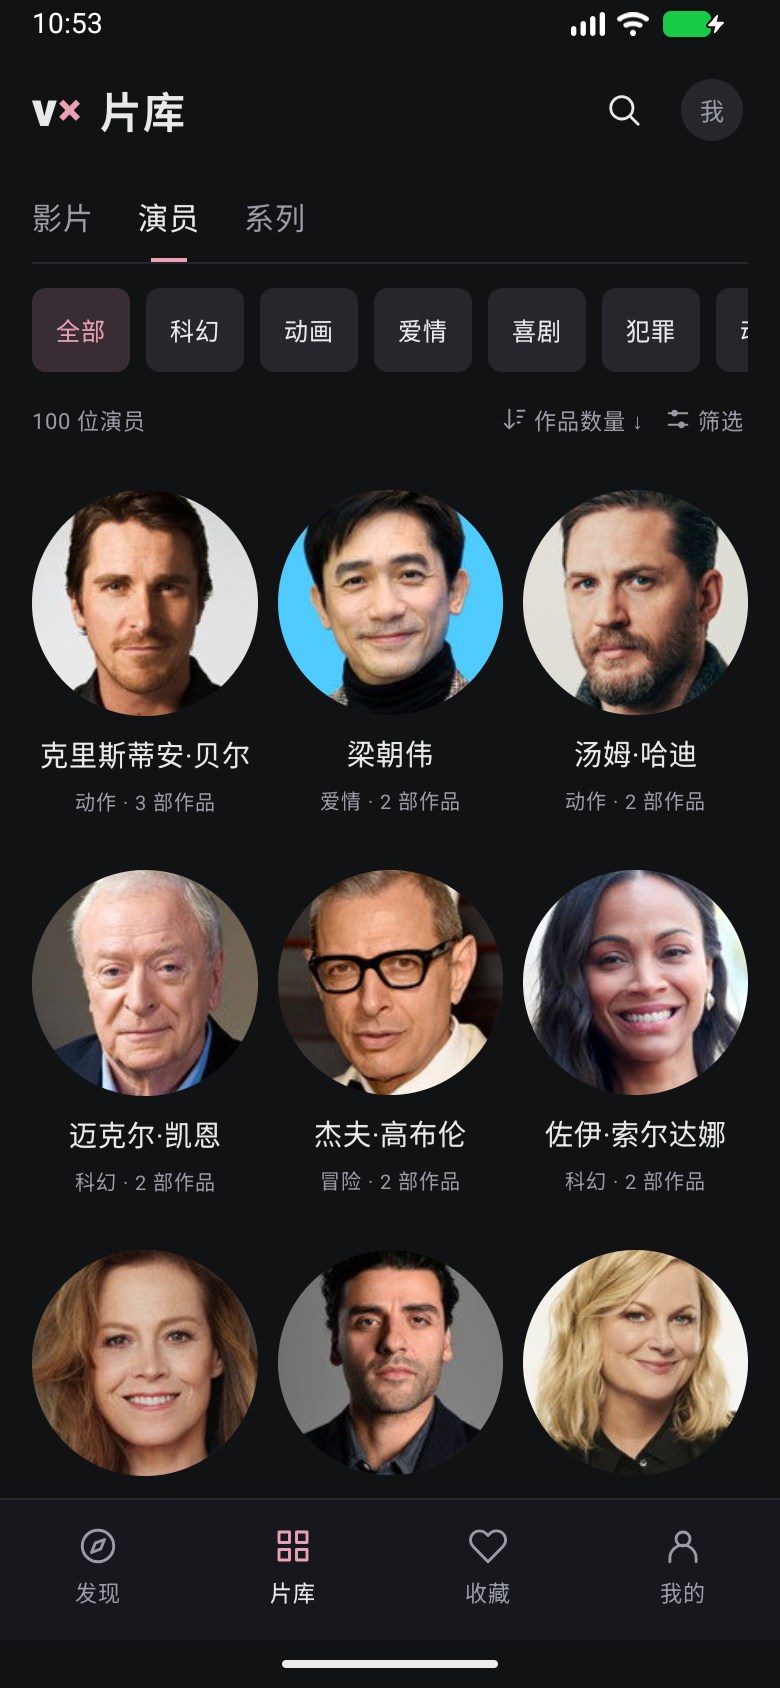 10:53
vx 片库
我
影片 演员 系列
全部 科幻 动画 爱情 喜剧 犯罪
100 位演员 作品数量 ↓ 筛选
克里斯蒂安·贝尔 梁朝伟 汤姆·哈迪
动作 · 3 部作品 爱情 · 2 部作品 动作 · 2 部作品
迈克尔·凯恩 杰夫·高布伦 佐伊·索尔达娜
科幻 · 2 部作品 冒险 · 2 部作品 科幻 · 2 部作品
发现 片库 收藏 我的